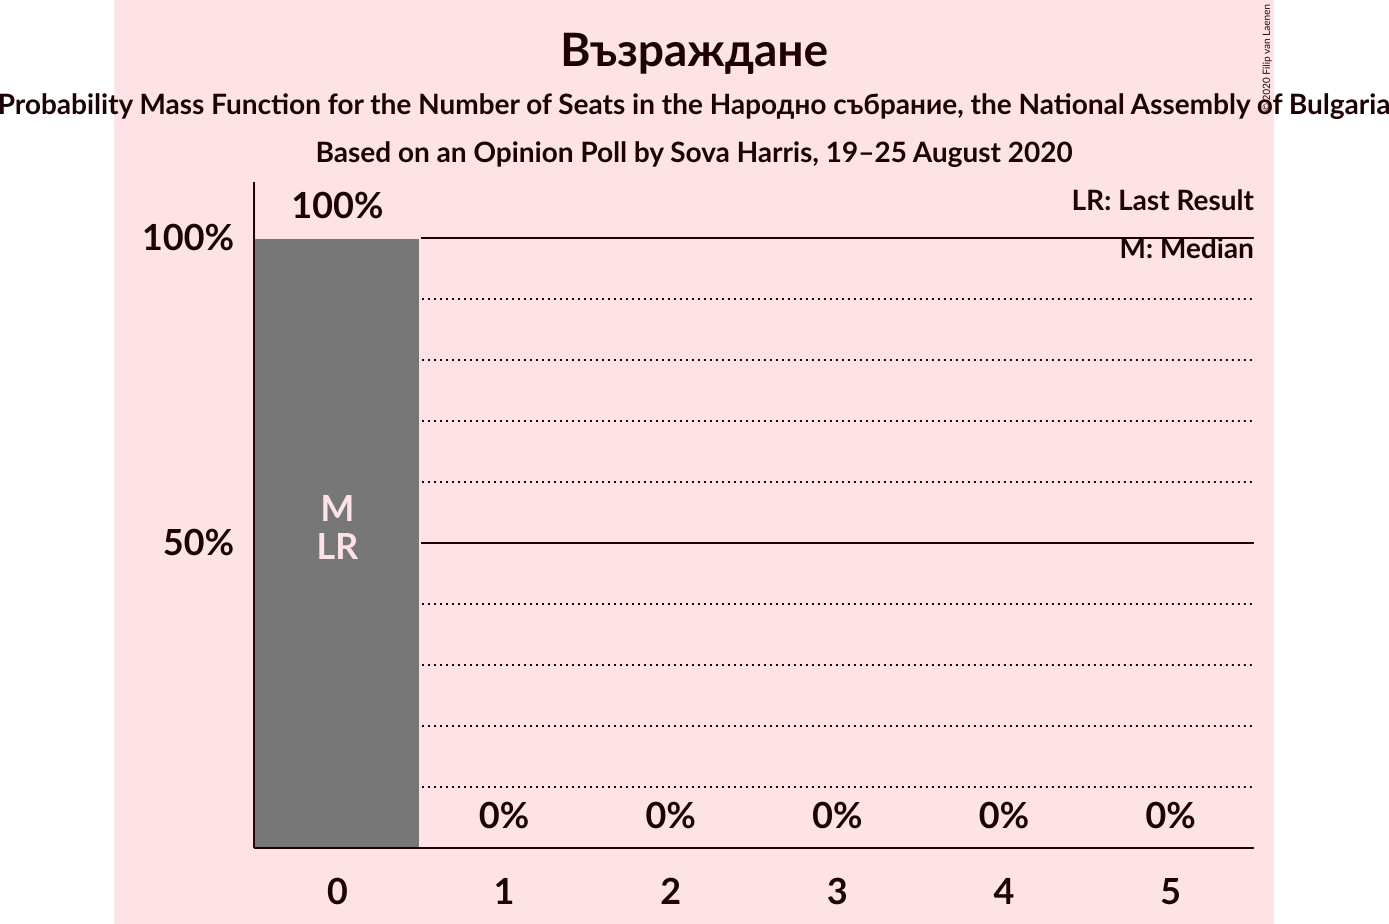 Възраждане
Probability Mass Function for the Number of Seats in the Народно събрание, the National Assembly of Bulgaria
Based on an Opinion Poll by Sova Harris, 19–25 August 2020
© 2020 Filip van Laenen
LR: Last Result
M: Median
100%
100%
50%
M
LR
0% 0% 0% 0% 0%
0 1 2 3 4 5